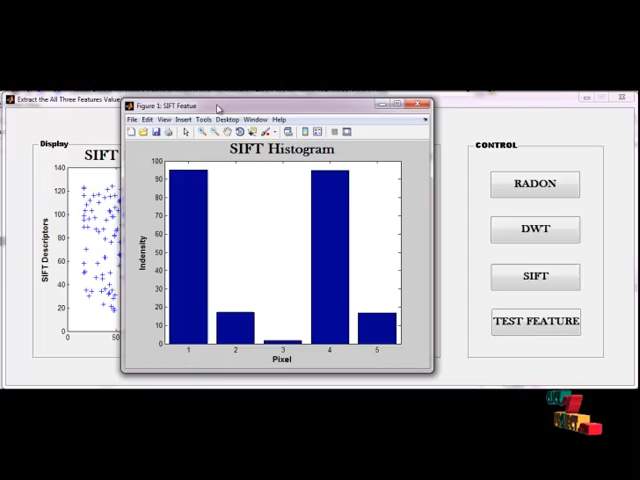 Extract the All Three Features Value
Figure 1: SIFT Featue
File Edit View Insert Tools Desktop Window Help
Display
SIFT
140
120
100
80
60
40
20
0
0
50
SIFT Descriptors
SIFT Histogram
100
90
80
70
60
50
40
30
20
10
0
Indensity
1 2 3 4 5
Pixel
CONTROL
RADON
DWT
SIFT
TEST FEATURE